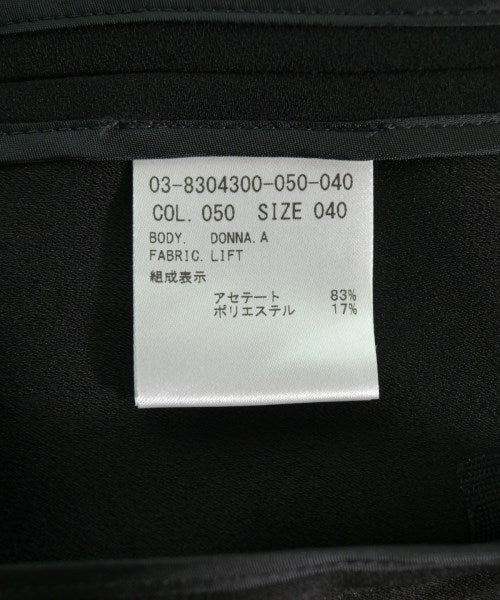 03-8304300-050-040
COL. 050 SIZE 040
BODY. DONNA. A
FABRIC. LIFT
組成表示
アセテート 83%
ポリエステル 17%